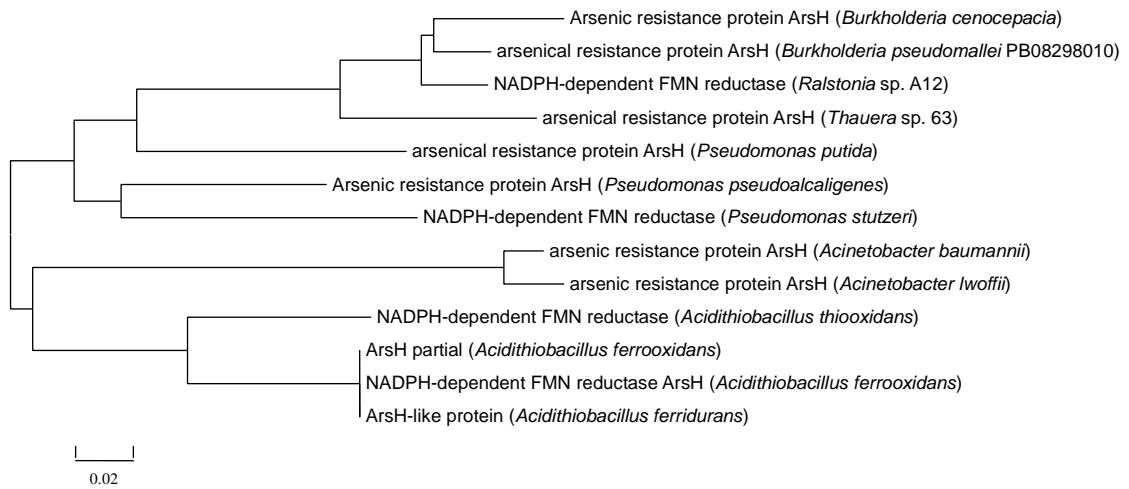 Arsenic resistance protein ArsH (Burkholderia cenocepacia)
arsenical resistance protein ArsH (Burkholderia pseudomallei PB08298010)
NADPH-dependent FMN reductase (Ralstonia sp. A12)
arsenical resistance protein ArsH (Thauera sp. 63)
arsenical resistance protein ArsH (Pseudomonas putida)
Arsenic resistance protein ArsH (Pseudomonas pseudoalcaligenes)
NADPH-dependent FMN reductase (Pseudomonas stutzeri)
arsenic resistance protein ArsH (Acinetobacter baumannii)
arsenic resistance protein ArsH (Acinetobacter lwoffii)
NADPH-dependent FMN reductase (Acidithiobacillus thiooxidans)
ArsH partial (Acidithiobacillus ferrooxidans)
NADPH-dependent FMN reductase ArsH (Acidithiobacillus ferrooxidans)
ArsH-like protein (Acidithiobacillus ferridurans)
0.02